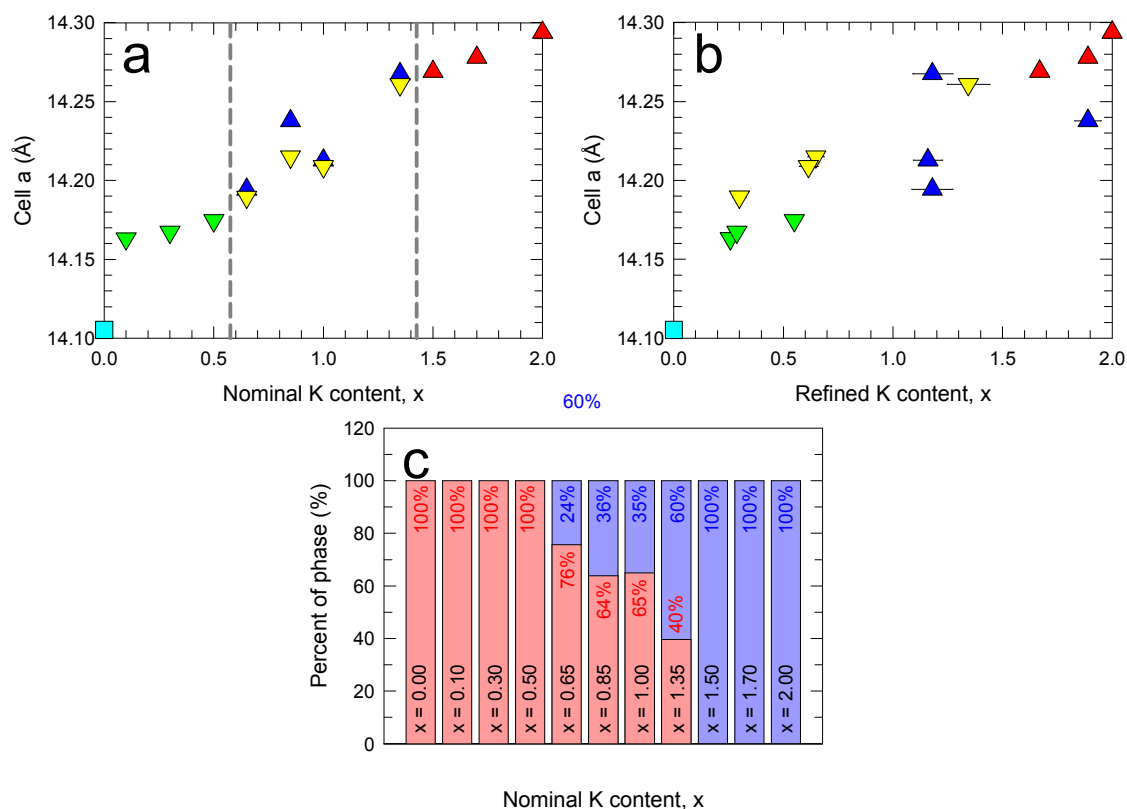 a
14.30
14.25
14.20
14.15
14.10
Cell a (Å)
0.0 0.5 1.0 1.5 2.0
Nominal K content, x
b
14.30
14.25
14.20
14.15
14.10
Cell a (Å)
0.0 0.5 1.0 1.5 2.0
Refined K content, x
60%
c
120
100
80
60
40
20
0
Percent of phase (%)
100% 100% 100% 100% 24% 36% 35% 60% 100% 100% 100%
76% 64% 65% 40%
x = 0.00 x = 0.10 x = 0.30 x = 0.50 x = 0.65 x = 0.85 x = 1.00 x = 1.35 x = 1.50 x = 1.70 x = 2.00
Nominal K content, x